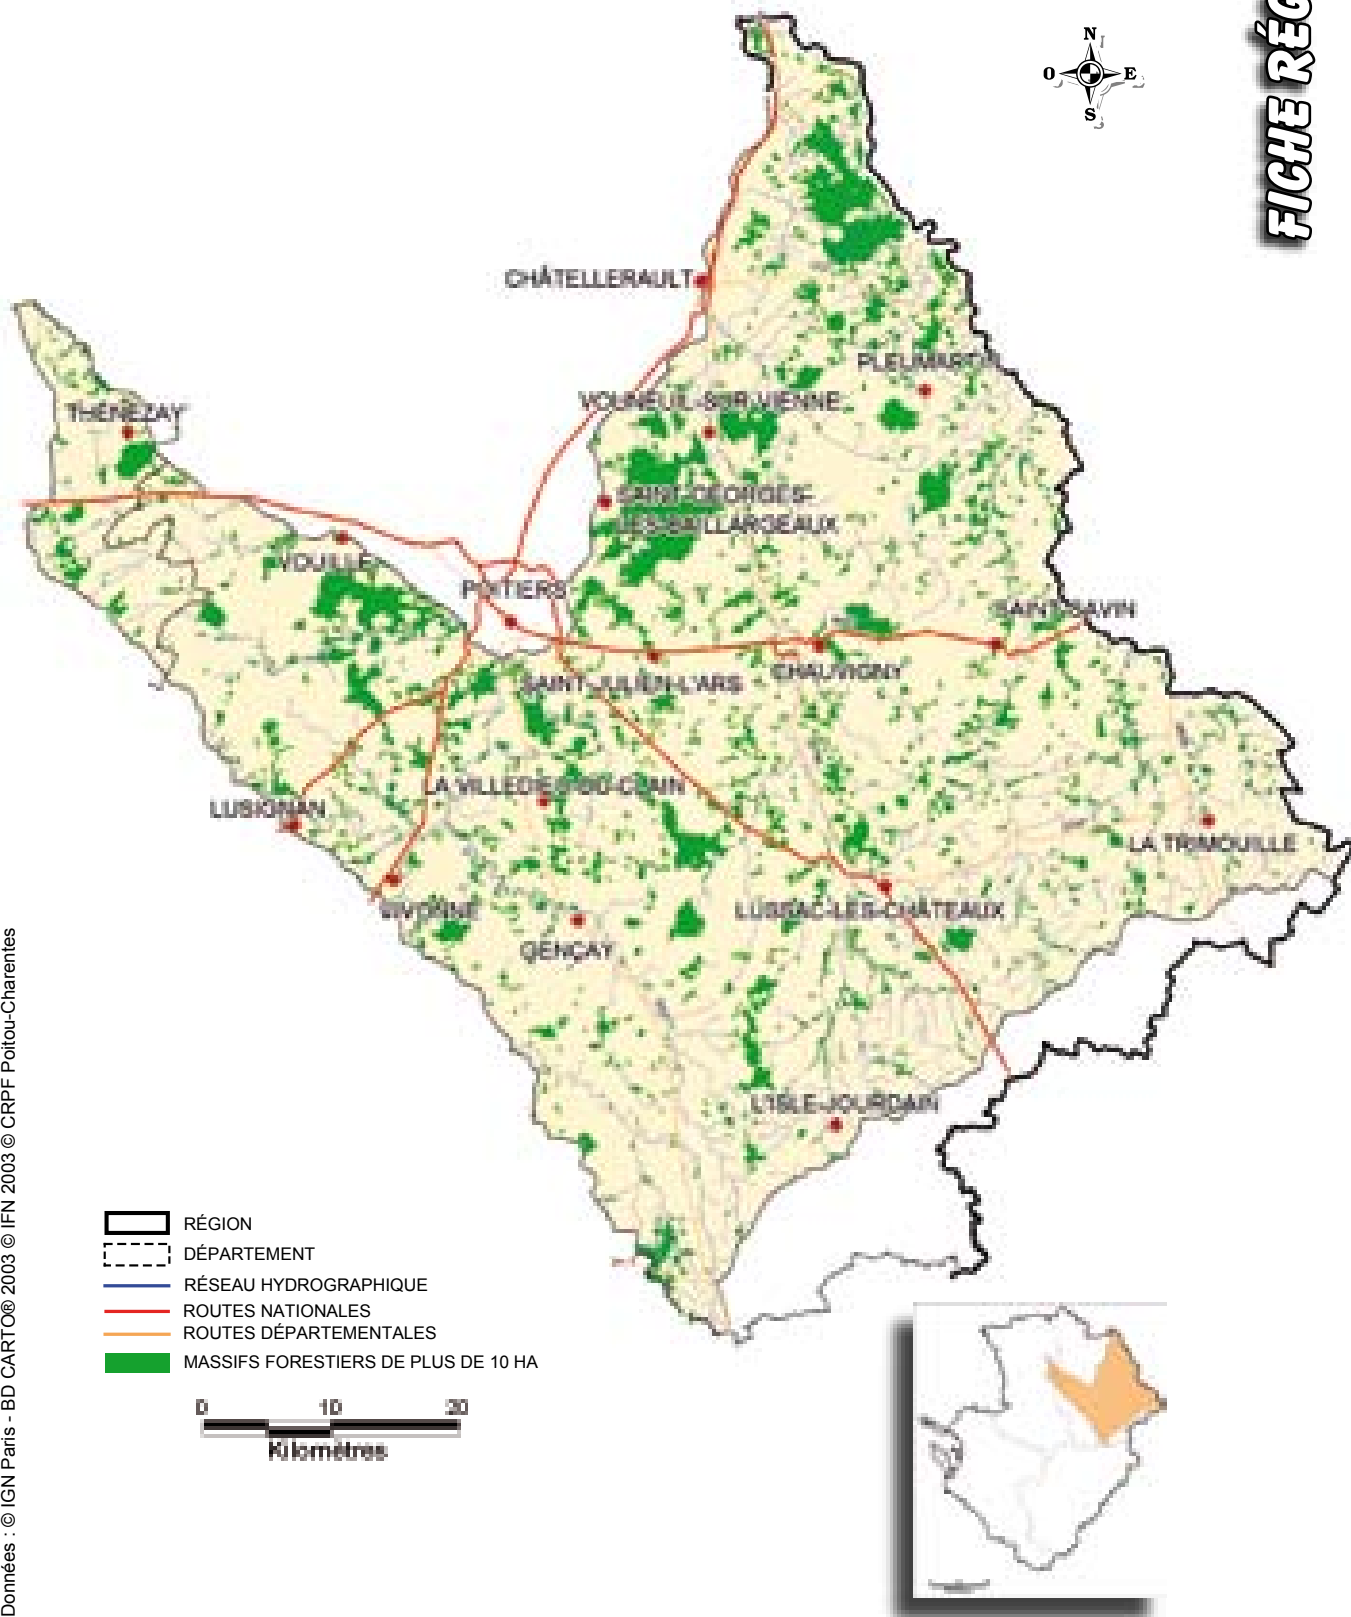 FICHE RÉG
N
O E
S
CHÂTELLERAULT
PLEUMARTIN
THÉNEZAY
VOUNEUIL-SUR-VIENNE
SAINT-GEORGES-
LES-BAILLARGEAUX
VOUILLÉ
POITIERS
SAINT-SAVIN
CHAUVIGNY
SAINT-JULIEN-L'ARS
LA VILLEDIEU-DU-CLAIN
LUSIGNAN
LA TRIMOUILLE
VIVONNE
LUSSAC-LES-CHÂTEAUX
GENÇAY
L'ISLE-JOURDAIN
RÉGION
DÉPARTEMENT
RÉSEAU HYDROGRAPHIQUE
ROUTES NATIONALES
ROUTES DÉPARTEMENTALES
MASSIFS FORESTIERS DE PLUS DE 10 HA
0 10 20
Kilomètres
Données : © IGN Paris - BD CARTO® 2003 © IFN 2003 © CRPF Poitou-Charentes